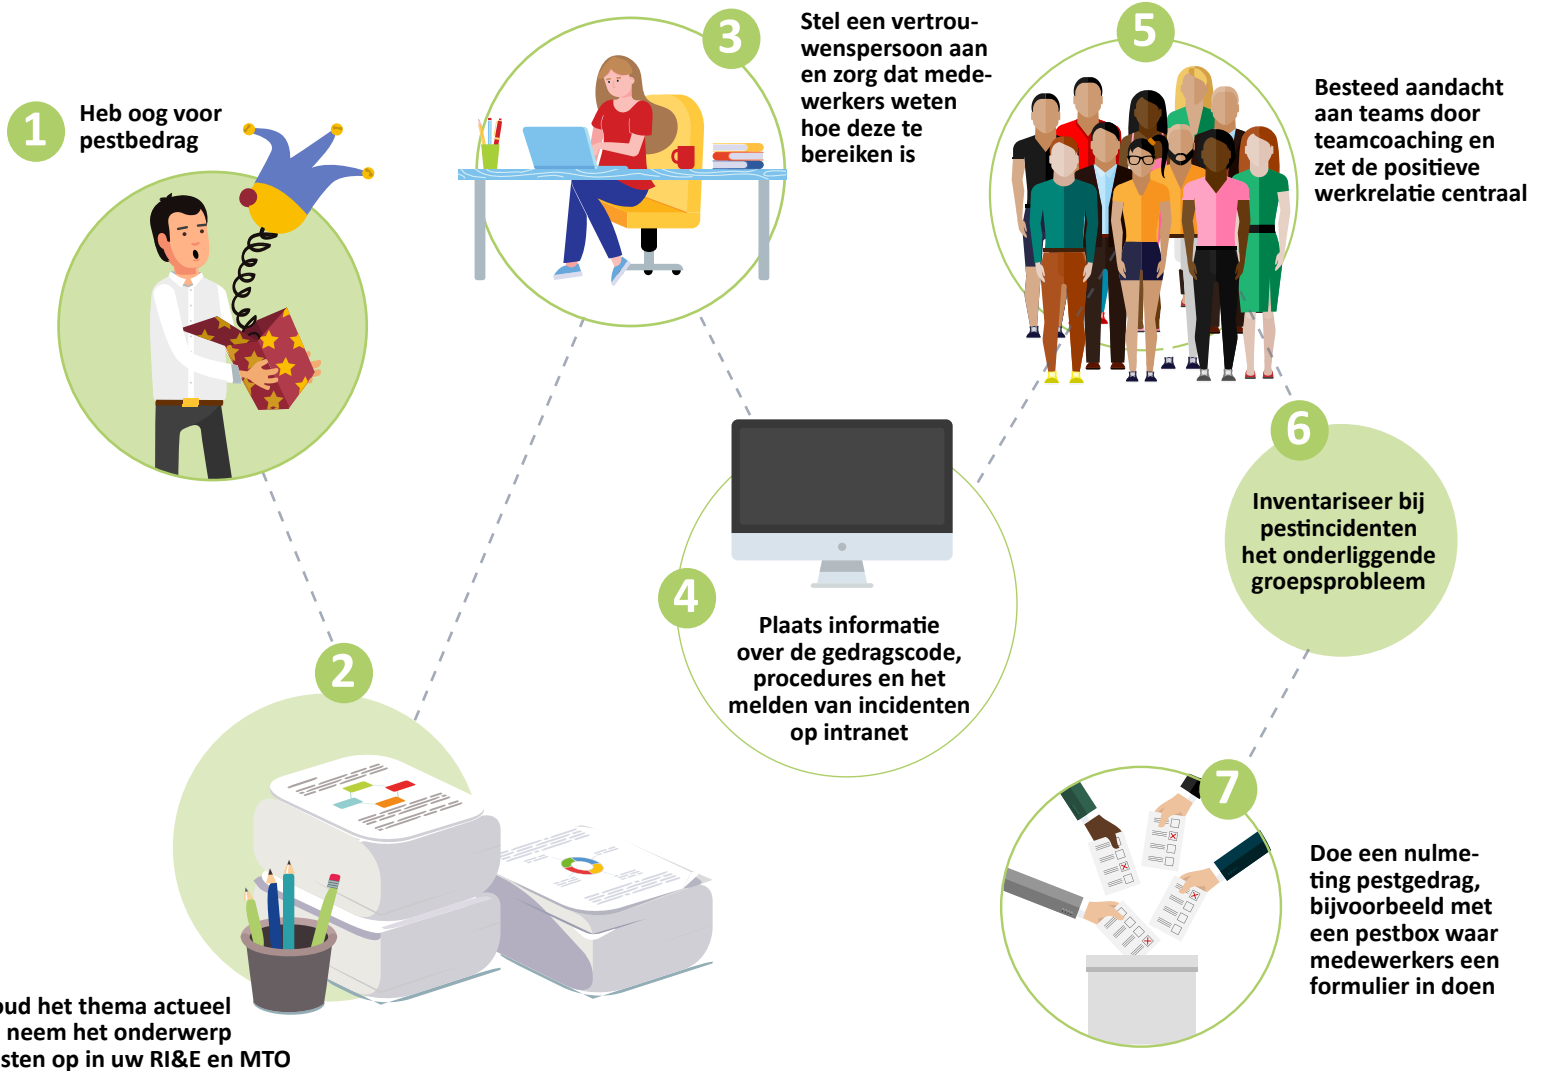 1
Heb oog voor
pestbedrag
2
oud het thema actueel
neem het onderwerp
sten op in uw RI&E en MTO
3
Stel een vertrou-
wenspersoon aan
en zorg dat mede-
werkers weten
hoe deze te
bereiken is
4
Plaats informatie
over de gedragscode,
procedures en het
melden van incidenten
op intranet
5
Besteed aandacht
aan teams door
teamcoaching en
zet de positieve
werkrelatie centraal
6
Inventariseer bij
pestincidenten
het onderliggende
groepsprobleem
7
Doe een nulme-
ting pestgedrag,
bijvoorbeeld met
een pestbox waar
medewerkers een
formulier in doen